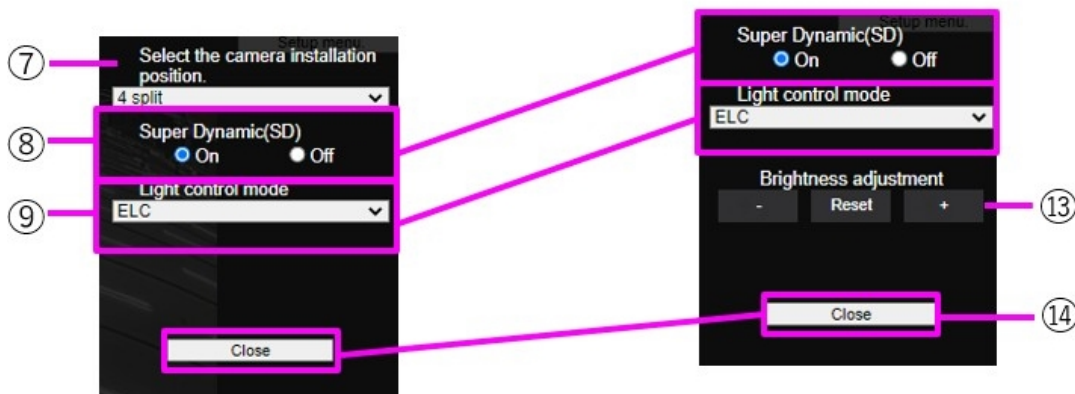 Setup menu.
⑦
Select the camera installation
position.
4 split
⑧
Super Dynamic(SD)
On Off
⑨
Light control mode
ELC
Close
Setup menu.
Super Dynamic(SD)
On Off
Light control mode
ELC
Brightness adjustment
- Reset +
⑬
Close
⑭